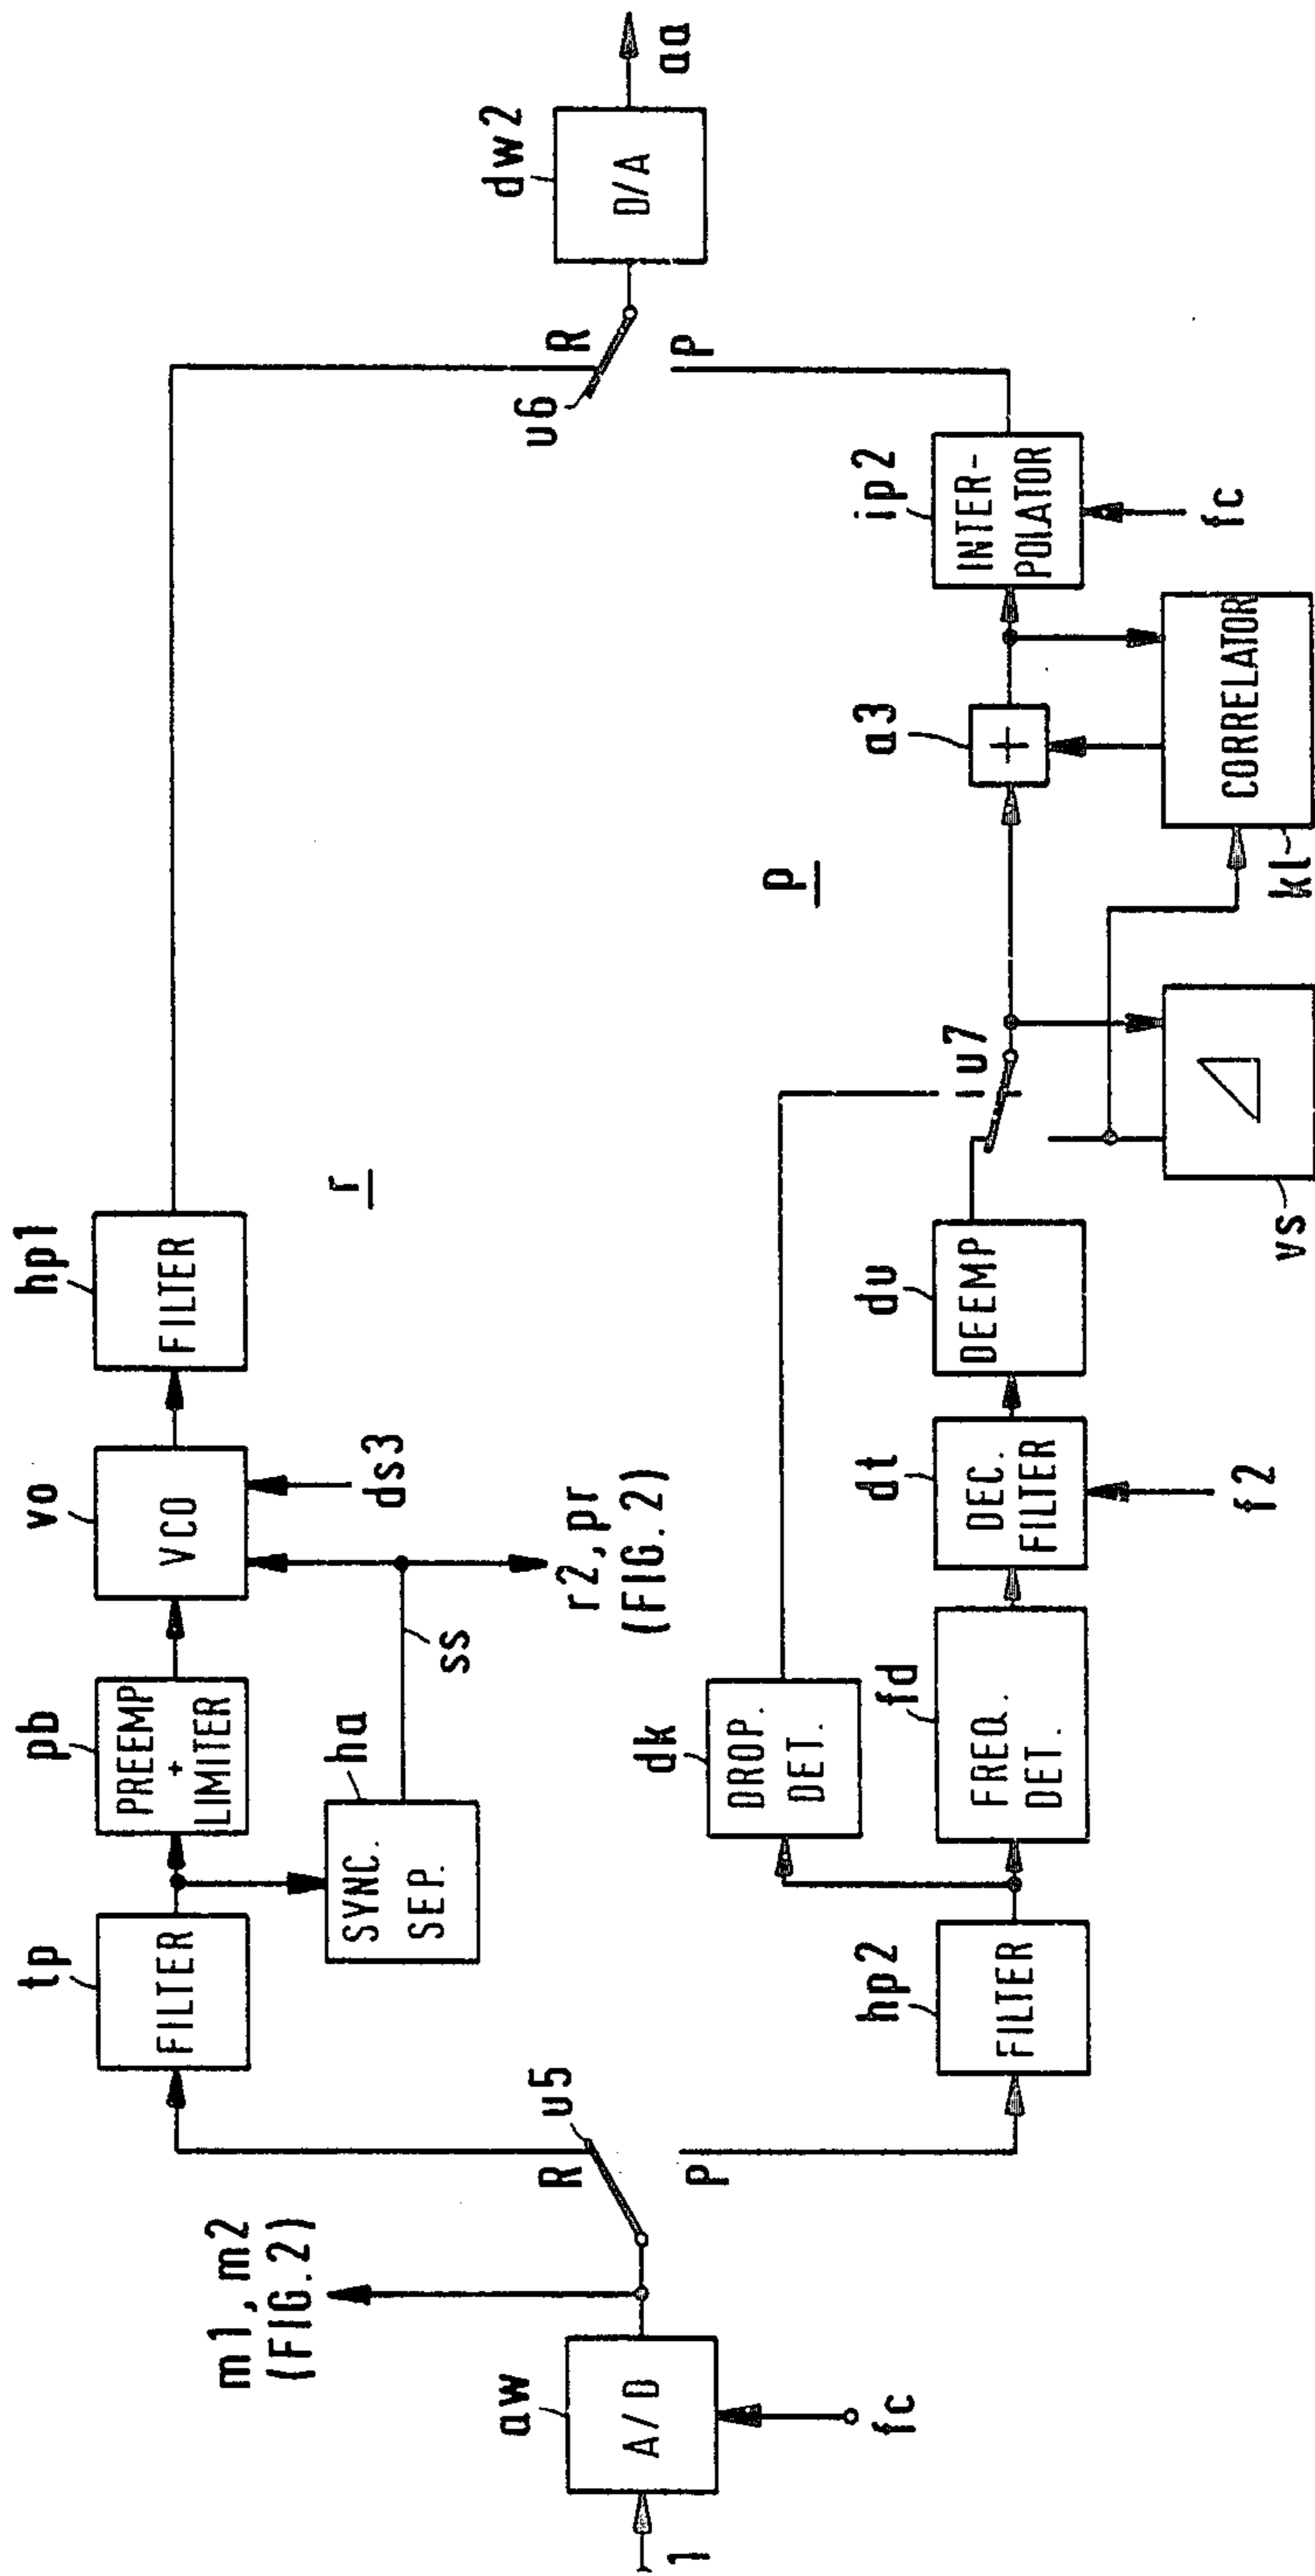 1
aw
A/D
fc
m1, m2
(FIG. 2)
u5
R
P
tp
FILTER
pb
PREEMP
+
LIMITER
ha
SYNC.
SEP.
ss
vo
VCO
ds3
r2, pr
(FIG. 2)
hp1
FILTER
r
u6
R
P
dw2
D/A
aa
hp2
FILTER
dk
DROP.
DET.
fd
FREQ.
DET.
dt
DEC.
FILTER
f2
du
DEEMP
u7
vs
p
a3
+
kl
CORRELATOR
ip2
INTER-
POLATOR
fc